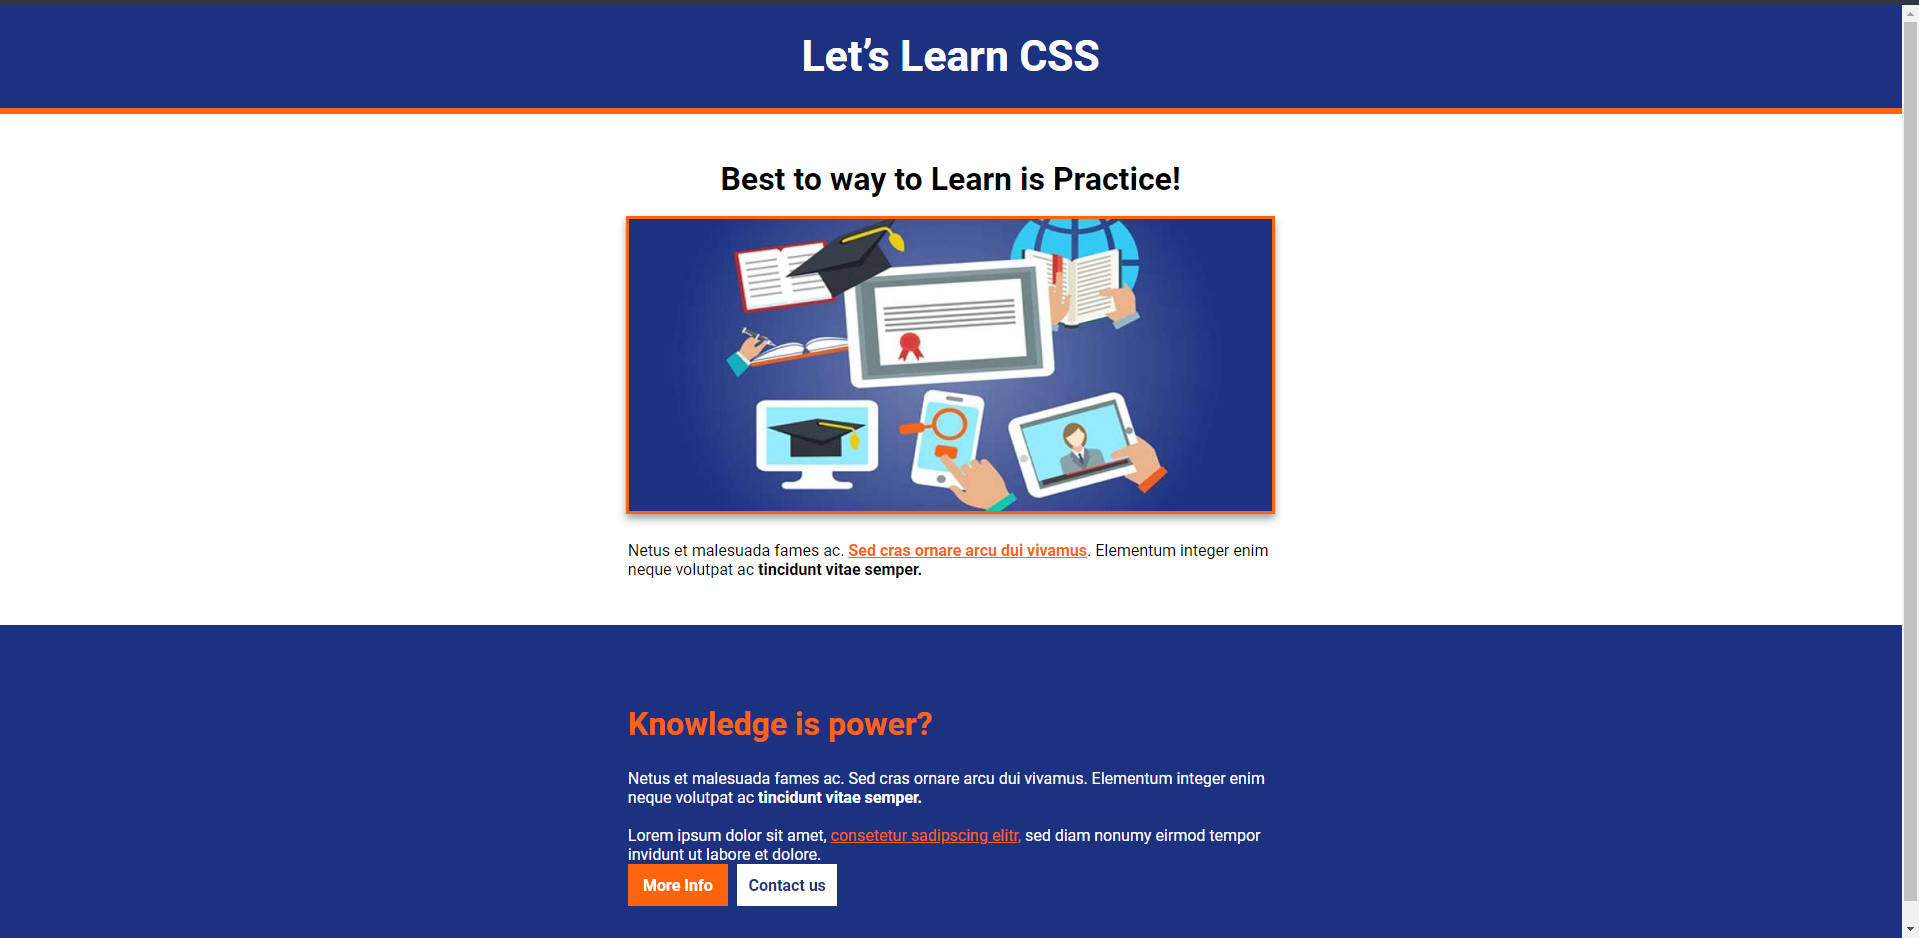 Let’s Learn CSS
Best to way to Learn is Practice!
Netus et malesuada fames ac. Sed cras ornare arcu dui vivamus. Elementum integer enim
neque volutpat ac tincidunt vitae semper.
Knowledge is power?
Netus et malesuada fames ac. Sed cras ornare arcu dui vivamus. Elementum integer enim
neque volutpat ac tincidunt vitae semper.
Lorem ipsum dolor sit amet, consetetur sadipscing elitr, sed diam nonumy eirmod tempor
invidunt ut labore et dolore.
More Info
Contact us